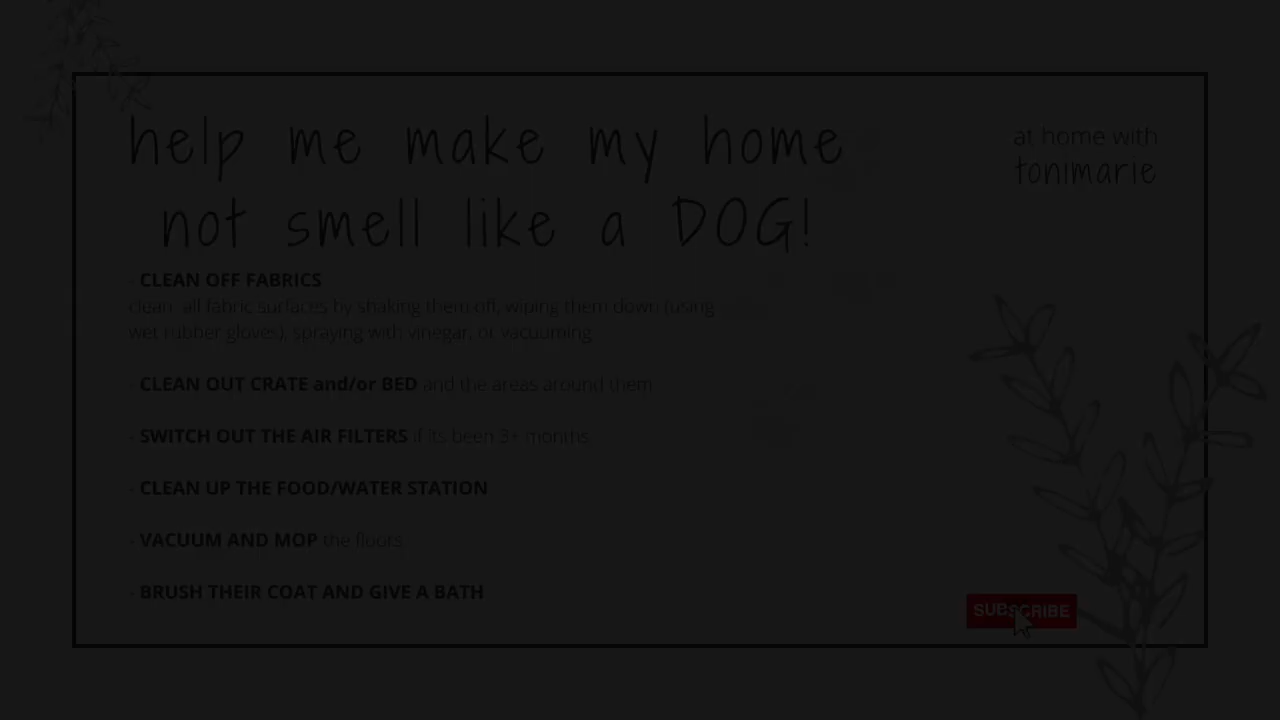 help me make my home
not smell like a DOG!
at home with
tonimarie
- CLEAN OFF FABRICS
clean all fabric surfaces by shaking them off, wiping them down (using
wet rubber gloves), spraying with vinegar, or vacuuming
- CLEAN OUT CRATE and/or BED and the areas around them
- SWITCH OUT THE AIR FILTERS if its been 3+ months
- CLEAN UP THE FOOD/WATER STATION
- VACUUM AND MOP the floors
- BRUSH THEIR COAT AND GIVE A BATH
SUBSCRIBE